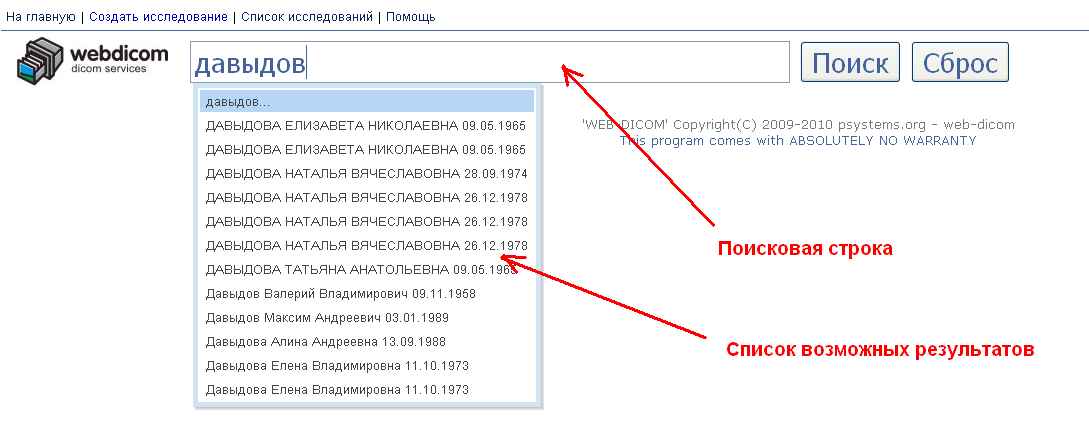 На главную | Создать исследование | Список исследований | Помощь
webdicom
dicom services
давыдов
Поиск
Сброс
давыдов...
ДАВЫДОВА ЕЛИЗАВЕТА НИКОЛАЕВНА 09.05.1965
ДАВЫДОВА ЕЛИЗАВЕТА НИКОЛАЕВНА 09.05.1965
ДАВЫДОВА НАТАЛЬЯ ВЯЧЕСЛАВОВНА 28.09.1974
ДАВЫДОВА НАТАЛЬЯ ВЯЧЕСЛАВОВНА 26.12.1978
ДАВЫДОВА НАТАЛЬЯ ВЯЧЕСЛАВОВНА 26.12.1978
ДАВЫДОВА НАТАЛЬЯ ВЯЧЕСЛАВОВНА 26.12.1978
ДАВЫДОВА ТАТЬЯНА АНАТОЛЬЕВНА 09.05.1965
Давыдов Валерий Владимирович 09.11.1958
Давыдов Максим Андреевич 03.01.1989
Давыдова Алина Андреевна 13.09.1988
Давыдова Елена Владимировна 11.10.1973
Давыдова Елена Владимировна 11.10.1973
'WEB-DICOM' Copyright(C) 2009-2010 psystems.org - web-dicom
This program comes with ABSOLUTELY NO WARRANTY
Поисковая строка
Список возможных результатов